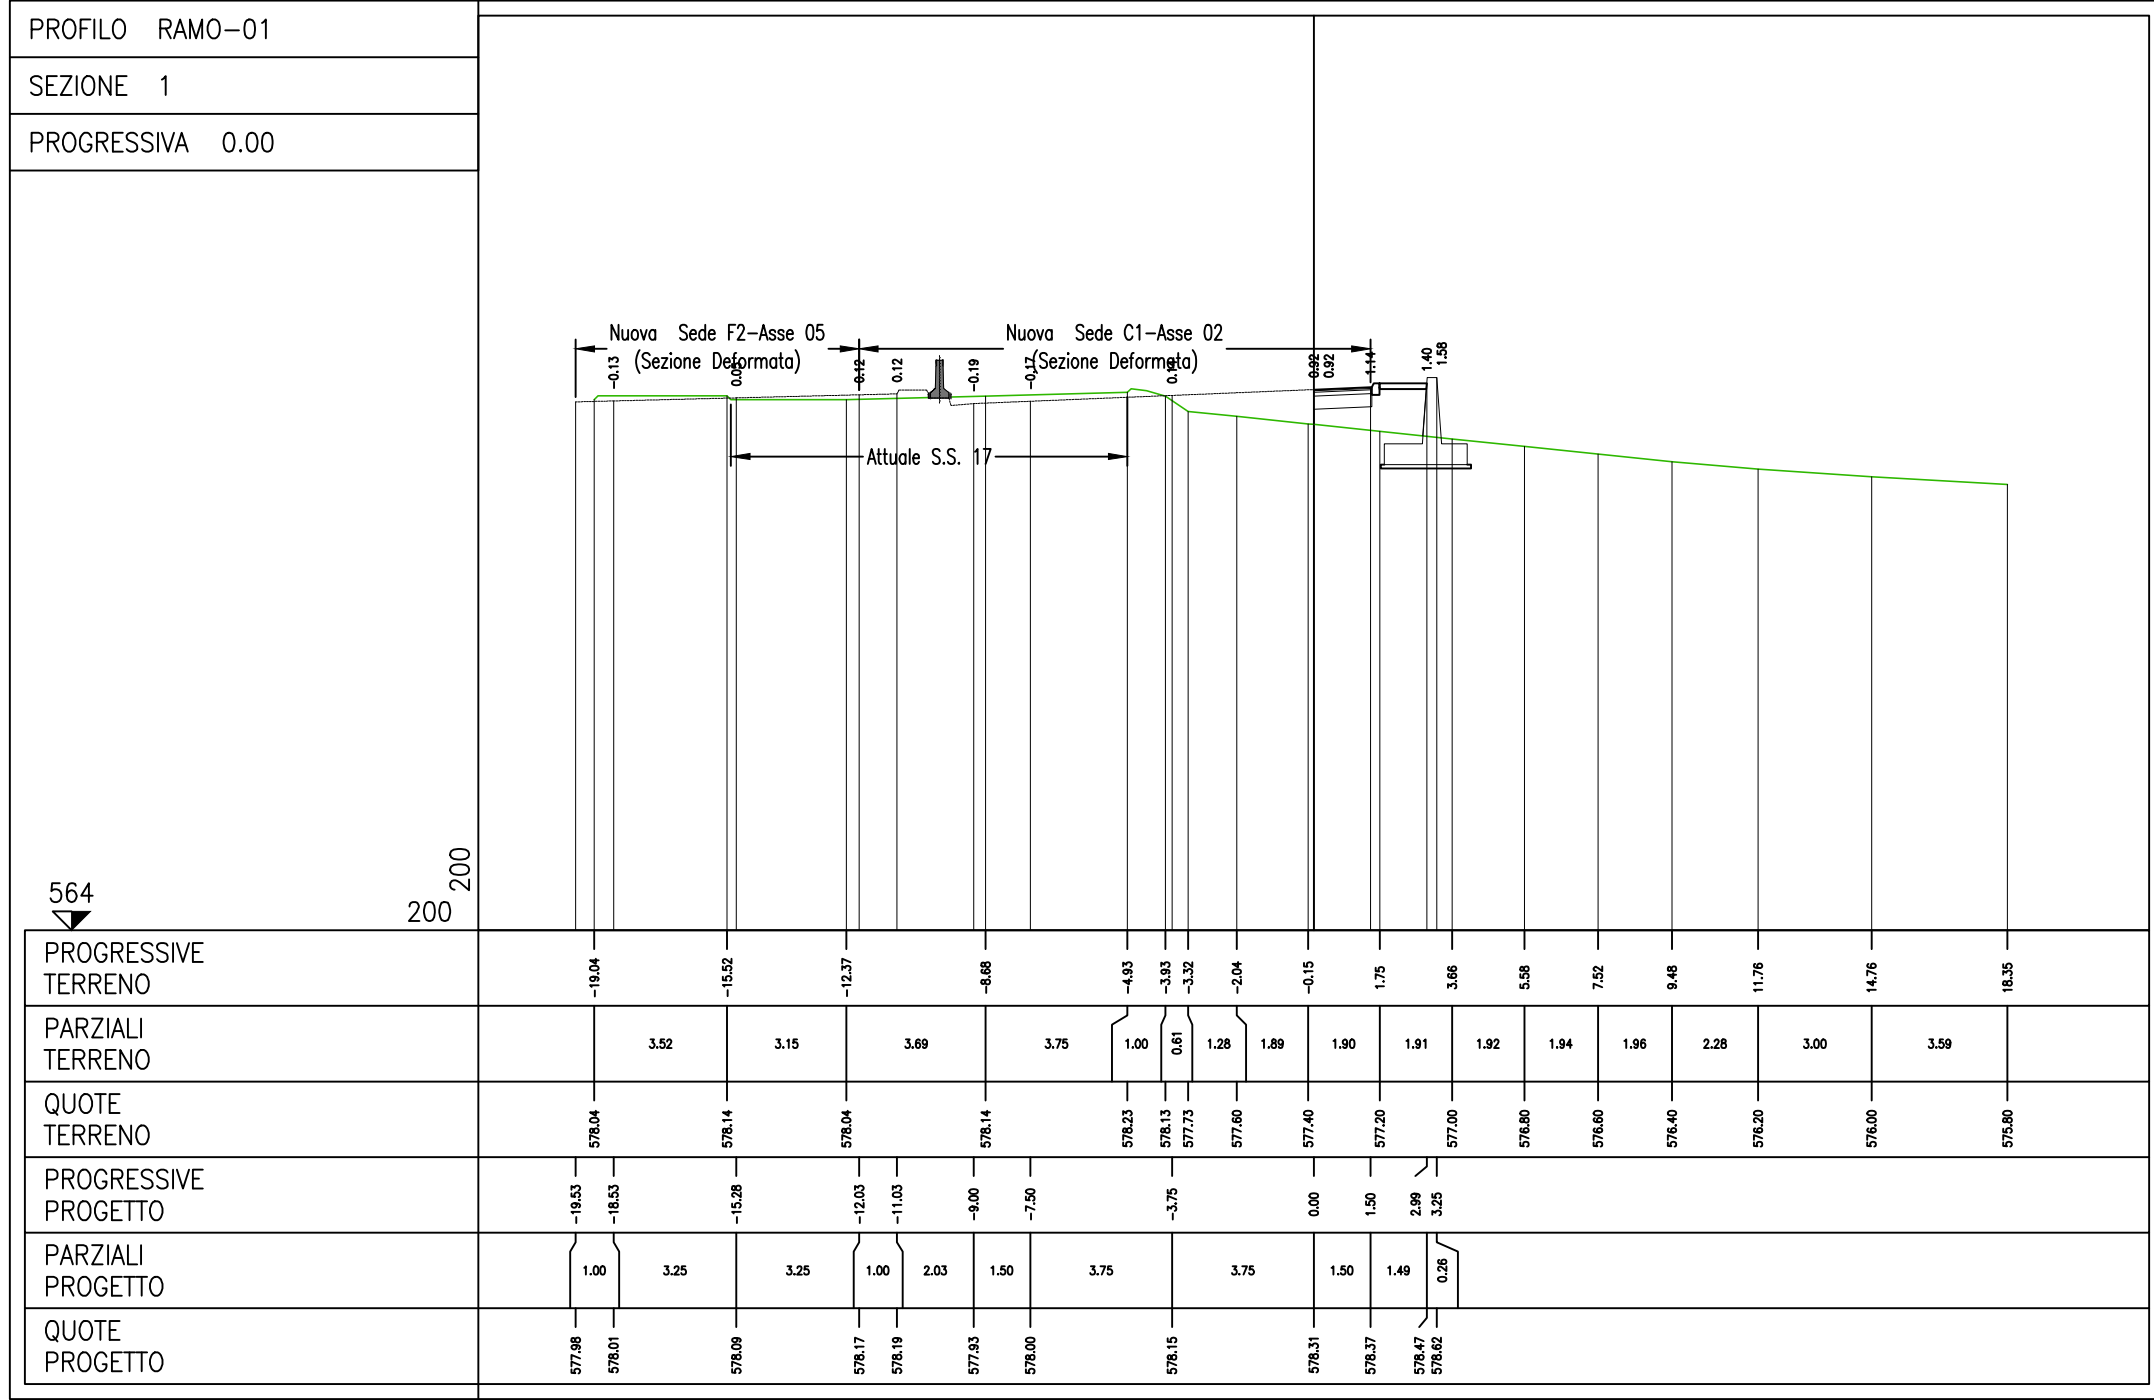 PROFILO RAMO-01
SEZIONE 1
PROGRESSIVA 0.00
Nuova Sede F2-Asse 05
(Sezione Deformata)
Nuova Sede C1-Asse 02
(Sezione Deformata)
-0.13
0.12
0.12
-0.19
-0.17
0.92
0.92
1.14
1.40
1.58
Attuale S.S. 17
564
200
200
PROGRESSIVE
TERRENO
-19.04 -15.52 -12.37 -8.68 -4.93 -3.93 -3.32 -2.04 -0.15 1.75 3.66 5.58 7.52 9.48 11.76 14.76 18.35
PARZIALI
TERRENO
3.52 3.15 3.69 3.75 1.00 0.61 1.28 1.89 1.90 1.91 1.92 1.94 1.96 2.28 3.00 3.59
QUOTE
TERRENO
578.04 578.14 578.04 578.14 578.23 578.13 577.73 577.60 577.40 577.20 577.00 576.80 576.60 576.40 576.20 576.00 575.80
PROGRESSIVE
PROGETTO
-19.53 -18.53 -15.28 -12.03 -11.03 -9.00 -7.50 -3.75 0.00 1.50 2.99 3.25
PARZIALI
PROGETTO
1.00 3.25 3.25 1.00 2.03 1.50 3.75 3.75 1.50 1.49 0.26
QUOTE
PROGETTO
577.98 578.01 578.09 578.17 578.19 577.93 578.00 578.15 578.31 578.37 578.47 578.62